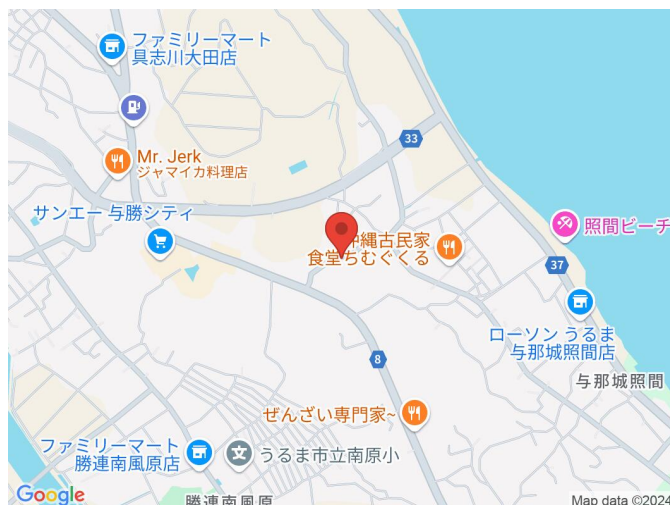 ファミリーマート
具志川大田店
33
Mr. Jerk
ジャマイカ料理店
サンエー 与勝シティ
照間ビーチ
沖縄古民家
食堂ちむぐくる
37
ローソン うるま
与那城照間店
8
与那城照間
ぜんざい専門家~
ファミリーマート
勝連南風原店
うるま市立南原小
勝連南風原
Google
Map data ©2024